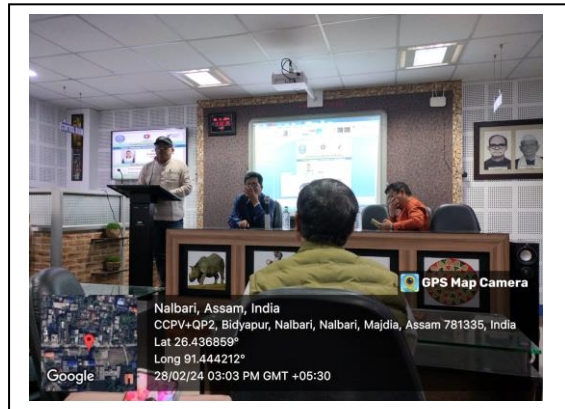 GPS Map Camera
Nalbari, Assam, India
CCPV+QP2, Bidyapur, Nalbari, Nalbari, Majdia, Assam 781335, India
Lat 26.436859°
Long 91.444212°
28/02/24 03:03 PM GMT +05:30
Google